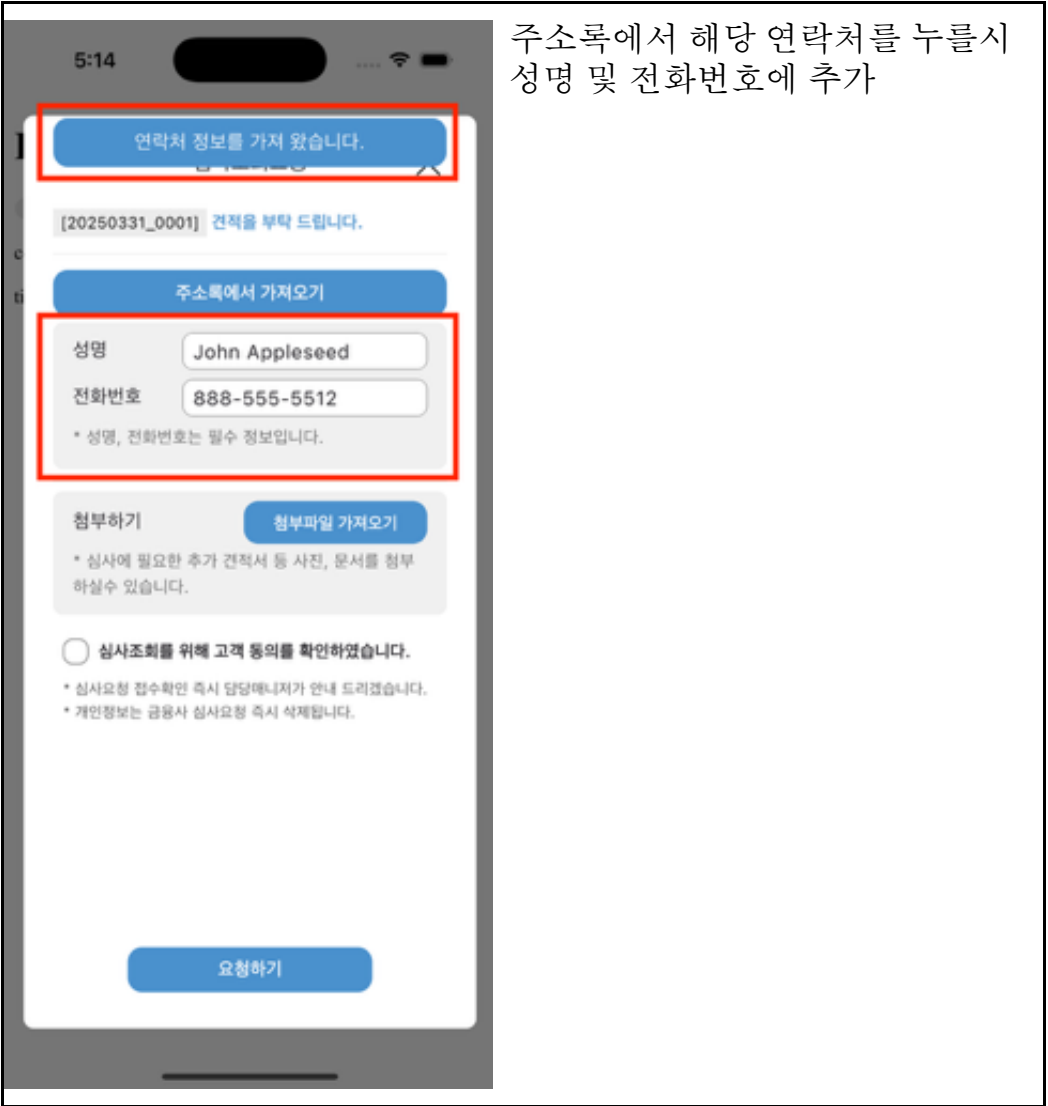 주소록에서 해당 연락처를 누를시
성명 및 전화번호에 추가
5:14
연락처 정보를 가져 왔습니다.
[20250331_0001] 견적을 부탁 드립니다.
주소록에서 가져오기
성명 John Appleseed
전화번호 888-555-5512
* 성명, 전화번호는 필수 정보입니다.
첨부하기 첨부파일 가져오기
* 심사에 필요한 추가 견적서 등 사진, 문서를 첨부
하실수 있습니다.
심사조회를 위해 고객 동의를 확인하였습니다.
* 심사요청 접수확인 즉시 담당매니저가 안내 드리겠습니다.
* 개인정보는 금융사 심사요청 즉시 삭제됩니다.
요청하기